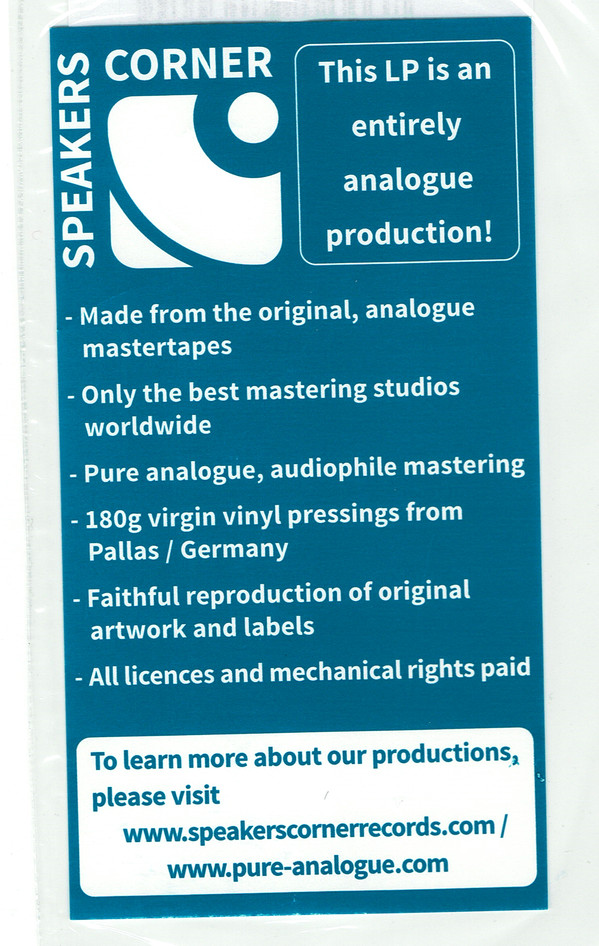 SPEAKERS
CORNER
This LP is an
entirely
analogue
production!
- Made from the original, analogue
mastertapes
- Only the best mastering studios
worldwide
- Pure analogue, audiophile mastering
- 180g virgin vinyl pressings from
Pallas / Germany
- Faithful reproduction of original
artwork and labels
- All licences and mechanical rights paid
To learn more about our productions,
please visit
www.speakerscornerrecords.com /
www.pure-analogue.com